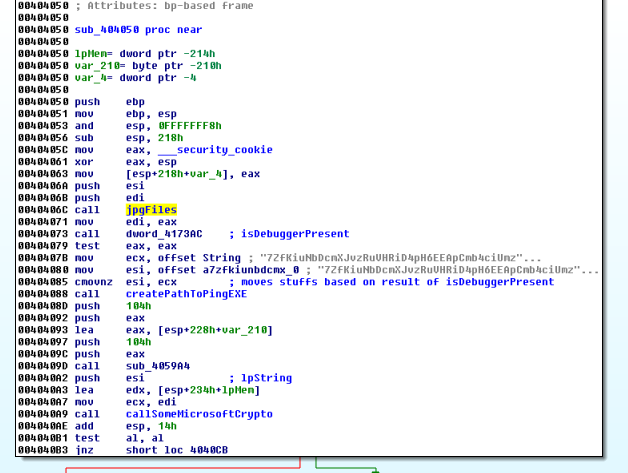 00404050 ; Attributes: bp-based frame
00404050
00404050 sub_404050 proc near
00404050
00404050 lpMem= dword ptr -214h
00404050 var_210= byte ptr -210h
00404050 var_4= dword ptr -4
00404050
00404050 push ebp
00404051 mov ebp, esp
00404053 and esp, 0FFFFFFF8h
00404056 sub esp, 218h
0040405C mov eax, ___security_cookie
00404061 xor eax, esp
00404063 mov [esp+218h+var_4], eax
0040406A push esi
0040406B push edi
0040406C call jpgFiles
00404071 mov edi, eax
00404073 call dword_4173AC ; isDebuggerPresent
00404079 test eax, eax
0040407B mov ecx, offset String ; "7ZfKiuNbDcmXJvzRuVHRiD4pH6EEApCmb4ciUmz"...
00404080 mov esi, offset a7zfkiunbdcmx_0 ; "7ZfKiuNbDcmXJvzRuVHRiD4pH6EEApCmb4ciUmz"...
00404085 cmovnz esi, ecx ; moves stuffs based on result of isDebuggerPresent
00404088 call createPathToPingEXE
0040408D push 104h
00404092 push eax
00404093 lea eax, [esp+228h+var_210]
00404097 push 104h
0040409C push eax
0040409D call sub_4059A4
004040A2 push esi ; lpString
004040A3 lea edx, [esp+234h+lpMem]
004040A7 mov ecx, edi
004040A9 call callSomeMicrosoftCrypto
004040AE add esp, 14h
004040B1 test al, al
004040B3 jnz short loc_4040CB